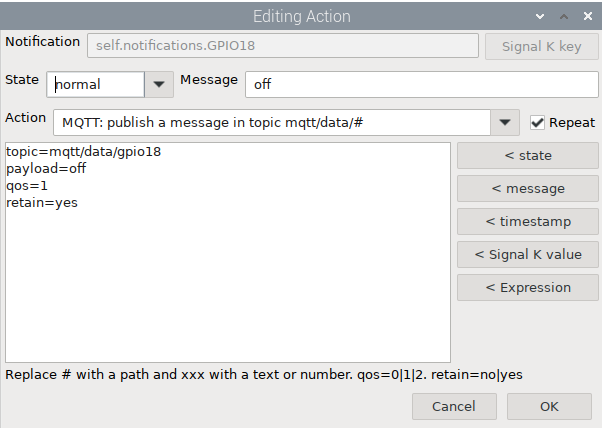 Editing Action
Notification self.notifications.GPIO18 Signal K key
State normal Message off
Action MQTT: publish a message in topic mqtt/data/# Repeat
topic=mqtt/data/gpio18
payload=off
qos=1
retain=yes
< state
< message
< timestamp
< Signal K value
< Expression
Replace # with a path and xxx with a text or number. qos=0|1|2. retain=no|yes
Cancel OK